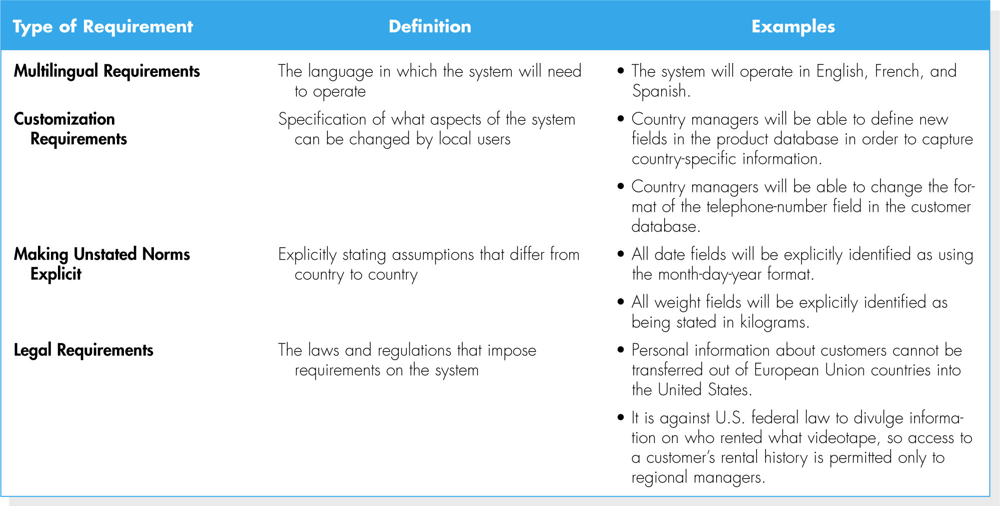 Type of Requirement Definition Examples
Multilingual Requirements
The language in which the system will need
to operate
• The system will operate in English, French, and
Spanish.
Customization
Requirements
Specification of what aspects of the system
can be changed by local users
• Country managers will be able to define new
fields in the product database in order to capture
country-specific information.
• Country managers will be able to change the for-
mat of the telephone-number field in the customer
database.
Making Unstated Norms
Explicit
Explicitly stating assumptions that differ from
country to country
• All date fields will be explicitly identified as using
the month-day-year format.
• All weight fields will be explicitly identified as
being stated in kilograms.
Legal Requirements
The laws and regulations that impose
requirements on the system
• Personal information about customers cannot be
transferred out of European Union countries into
the United States.
• It is against U.S. federal law to divulge informa-
tion on who rented what videotape, so access to
a customer’s rental history is permitted only to
regional managers.